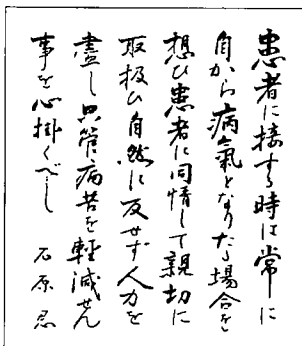 患者に接する時は常に
自から病氣となりたる場合を
想ひ患者に同情して親切に
取扱ひ自然に反せず人力を
盡し只管病苦を軽減せん
事を心掛くべし 石原忍